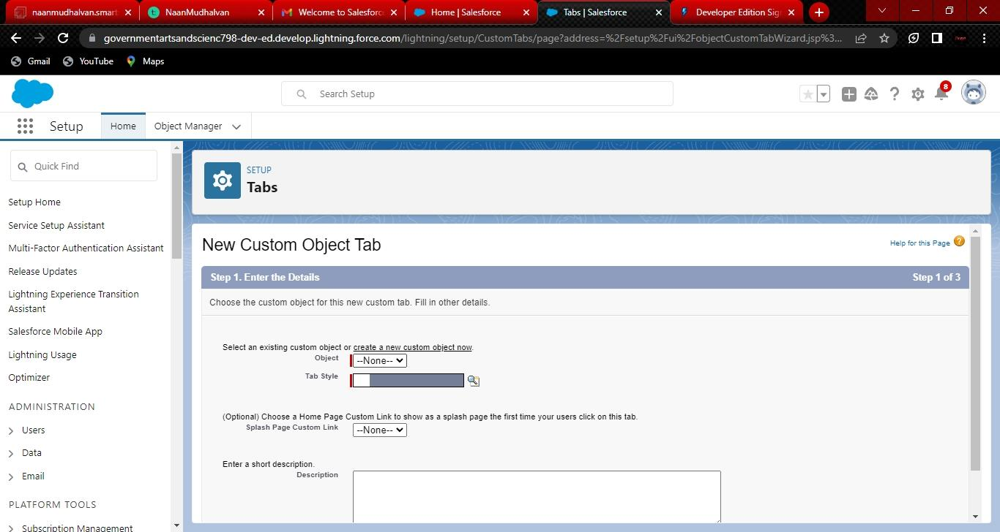 naanmudhalvan.smart
NaanMudhalvan
Welcome to Salesforc
Home | Salesforce
Tabs | Salesforce
Developer Edition Sig
governmentartsandscienc798-dev-ed.develop.lightning.force.com/lightning/setup/CustomTabs/page?address=%2Fsetup%2Fui%2FobjectCustomTabWizard.jsp%3...
Gmail
YouTube
Maps
Search Setup
8
Setup
Home
Object Manager
Quick Find
Setup Home
Service Setup Assistant
Multi-Factor Authentication Assistant
Release Updates
Lightning Experience Transition
Assistant
Salesforce Mobile App
Lightning Usage
Optimizer
ADMINISTRATION
Users
Data
Email
PLATFORM TOOLS
Subscription Management
SETUP
Tabs
New Custom Object Tab
Help for this Page
Step 1. Enter the Details
Step 1 of 3
Choose the custom object for this new custom tab. Fill in other details.
Select an existing custom object or create a new custom object now.
Object
--None--
Tab Style
(Optional) Choose a Home Page Custom Link to show as a splash page the first time your users click on this tab.
Splash Page Custom Link
--None--
Enter a short description.
Description